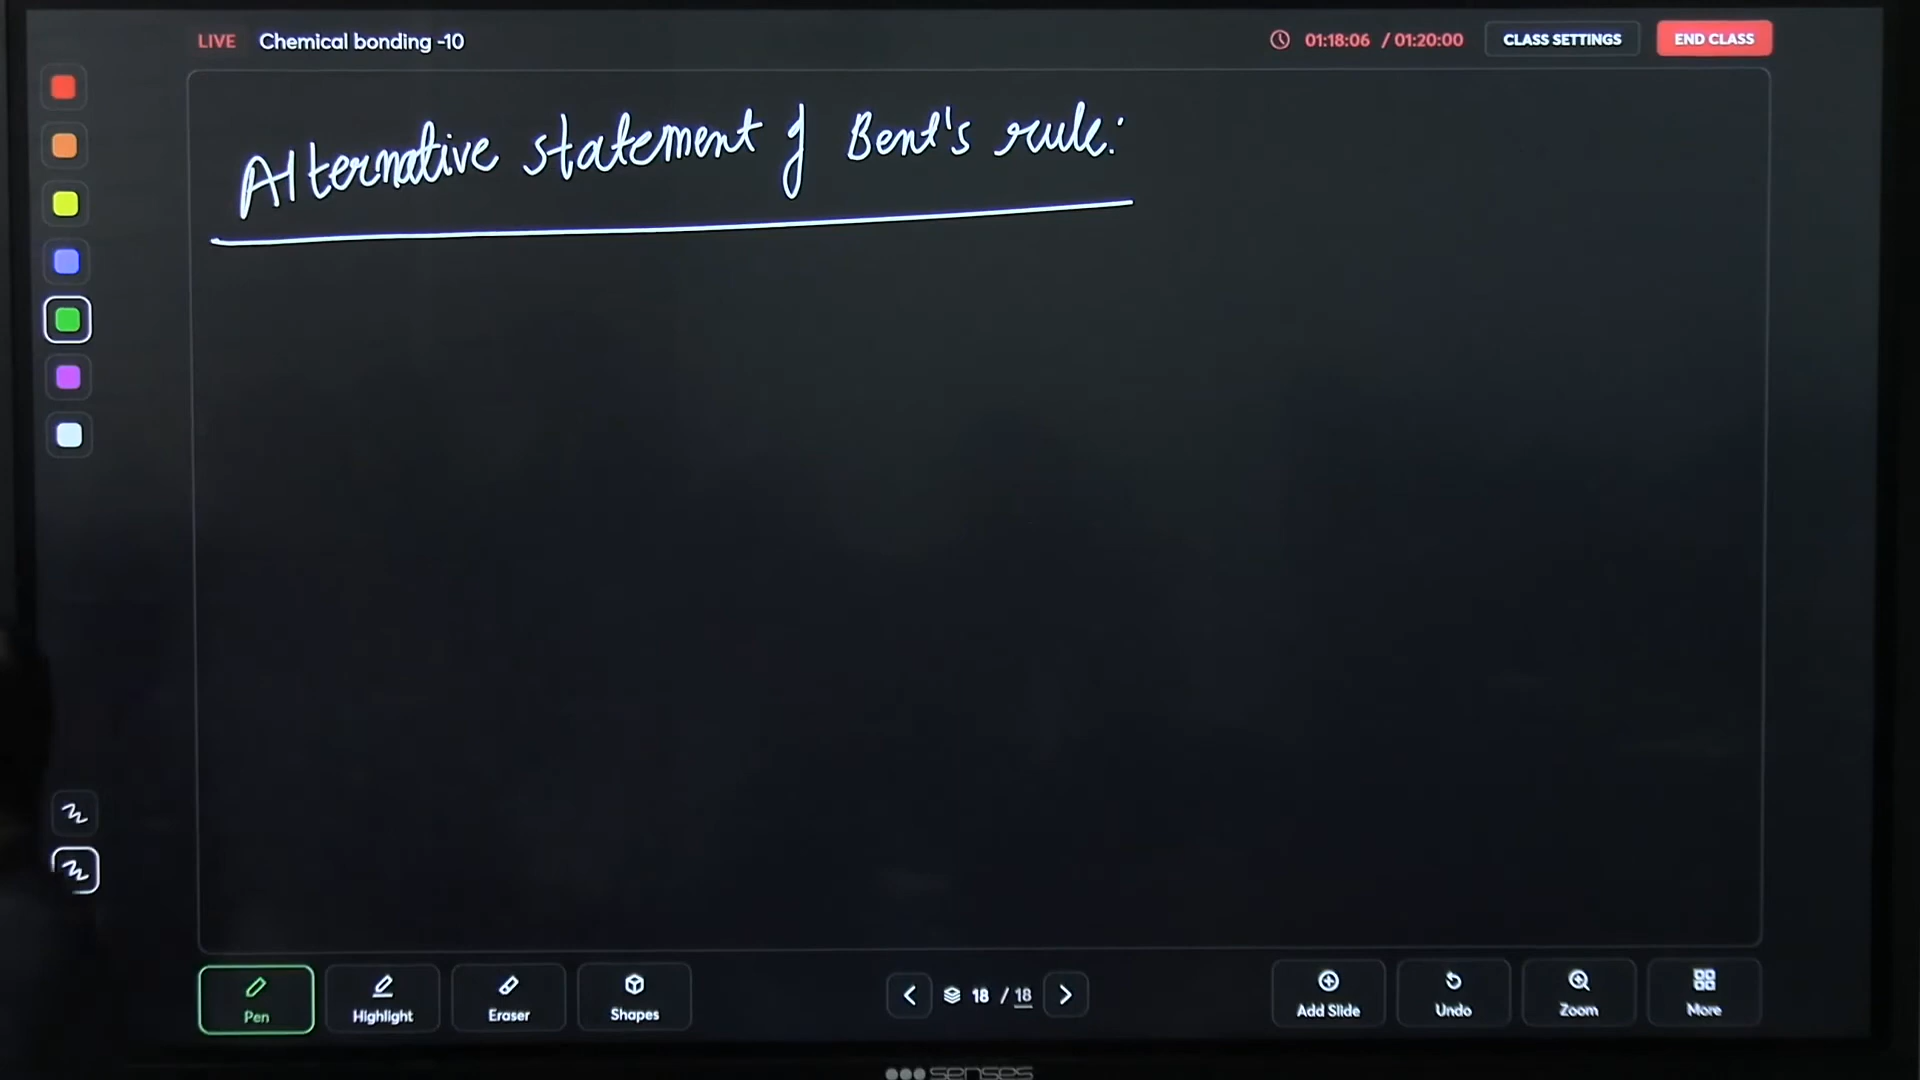 LIVE Chemical bonding -10 01:18:06 / 01:20:00 CLASS SETTINGS END CLASS
Alternative statement of Bent's rule:
Pen Highlight Eraser Shapes 18 / 18 Add Slide Undo Zoom More
senses